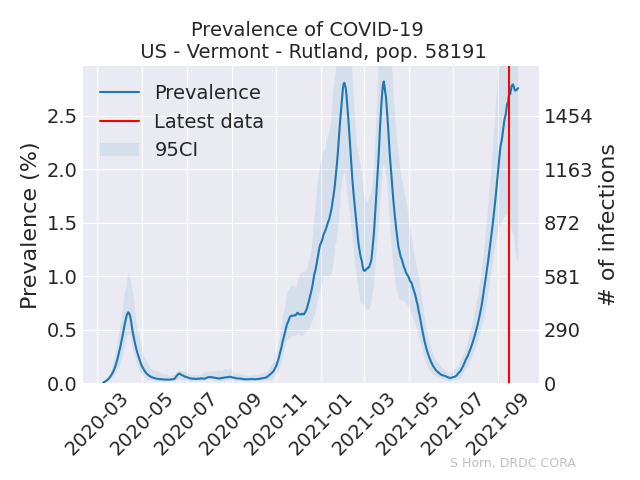 Prevalence of COVID-19
US - Vermont - Rutland, pop. 58191
Prevalence
Latest data
95CI
Prevalence (%)
2.5
2.0
1.5
1.0
0.5
0.0
1454
1163
872
581
290
0
# of infections
2020-03
2020-05
2020-07
2020-09
2020-11
2021-01
2021-03
2021-05
2021-07
2021-09
S Horn, DRDC CORA